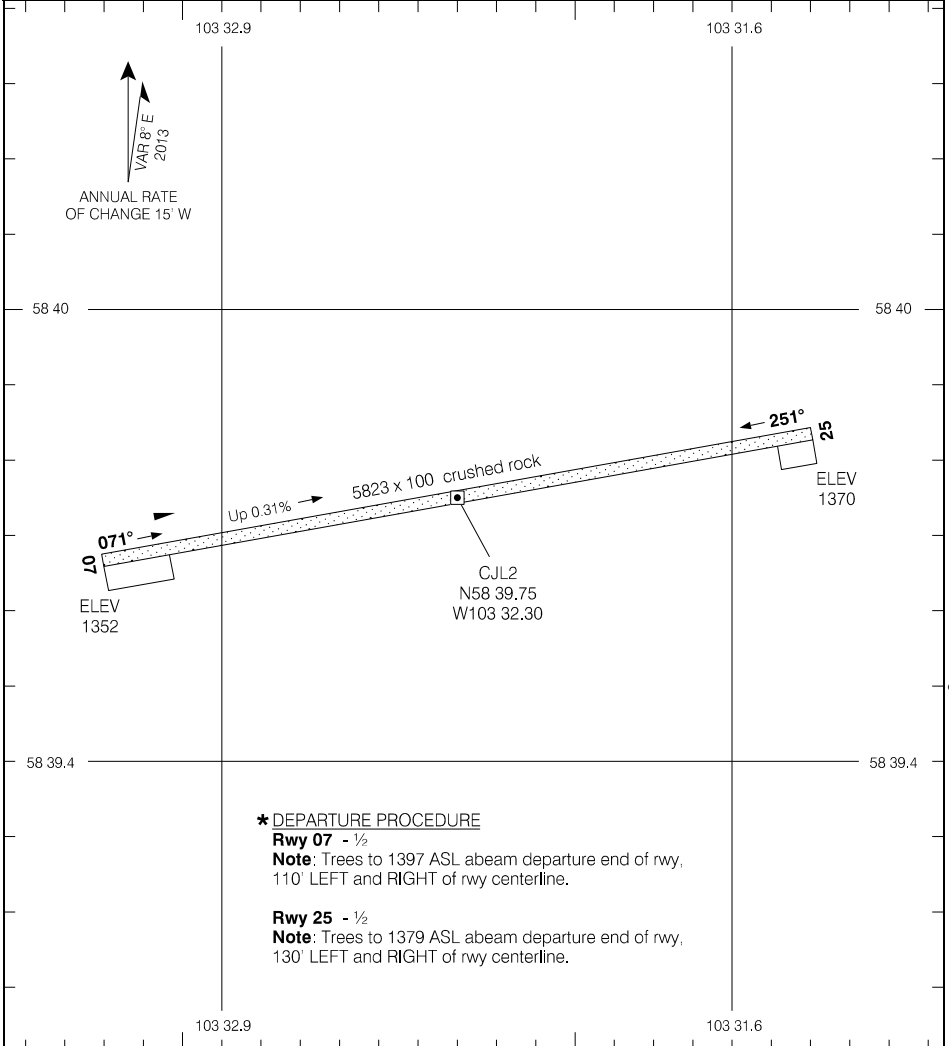 103 32.9
103 31.6
VAR 8° E
2013
ANNUAL RATE
OF CHANGE 15' W
58 40
58 40
251°
25
ELEV
1370
5823 x 100 crushed rock
Up 0.31%
071°
07
ELEV
1352
CJL2
N58 39.75
W103 32.30
58 39.4
58 39.4
* DEPARTURE PROCEDURE
Rwy 07 - ½
Note: Trees to 1397 ASL abeam departure end of rwy,
110' LEFT and RIGHT of rwy centerline.
Rwy 25 - ½
Note: Trees to 1379 ASL abeam departure end of rwy,
130' LEFT and RIGHT of rwy centerline.
103 32.9
103 31.6